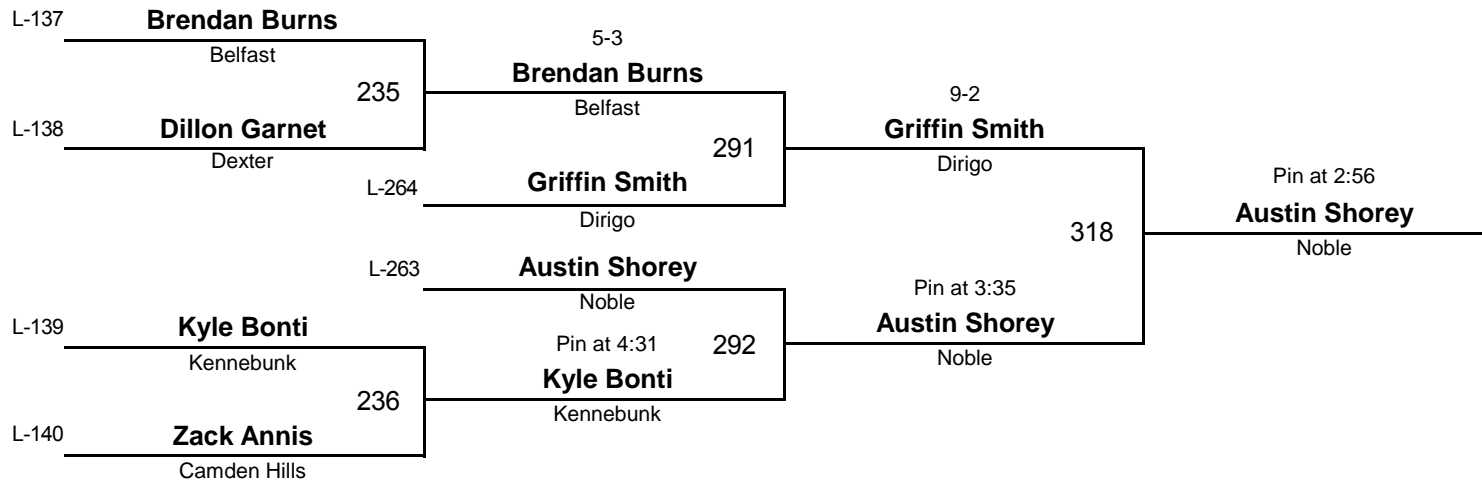 L-137
Brendan Burns
Belfast
235
L-138
Dillon Garnet
Dexter
5-3
Brendan Burns
Belfast
291
L-264
Griffin Smith
Dirigo
9-2
Griffin Smith
Dirigo
318
Pin at 2:56
Austin Shorey
Noble
L-263
Austin Shorey
Noble
Pin at 3:35
Austin Shorey
Noble
L-139
Kyle Bonti
Kennebunk
Pin at 4:31
292
Kyle Bonti
Kennebunk
236
L-140
Zack Annis
Camden Hills